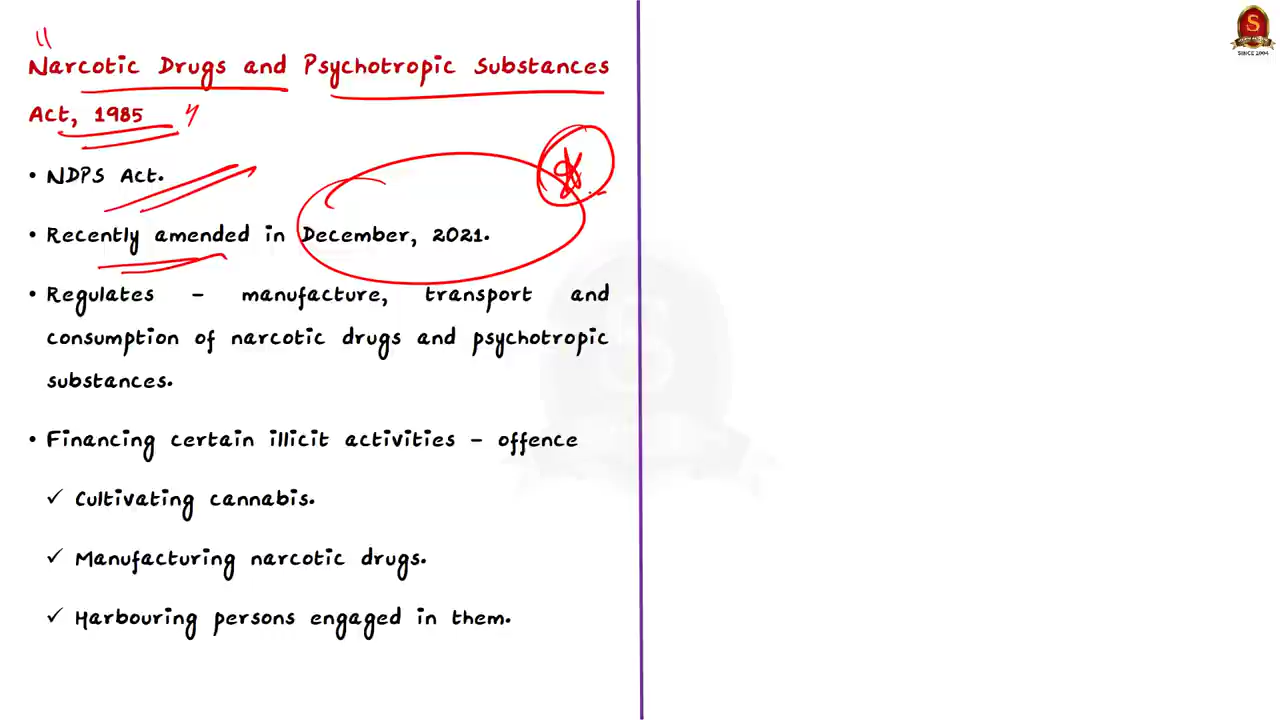 Narcotic Drugs and Psychotropic Substances
Act, 1985
• NDPS Act.
• Recently amended in December, 2021.
• Regulates – manufacture, transport and
consumption of narcotic drugs and psychotropic
substances.
• Financing certain illicit activities – offence
✓ Cultivating cannabis.
✓ Manufacturing narcotic drugs.
✓ Harbouring persons engaged in them.
S
SINCE 2004